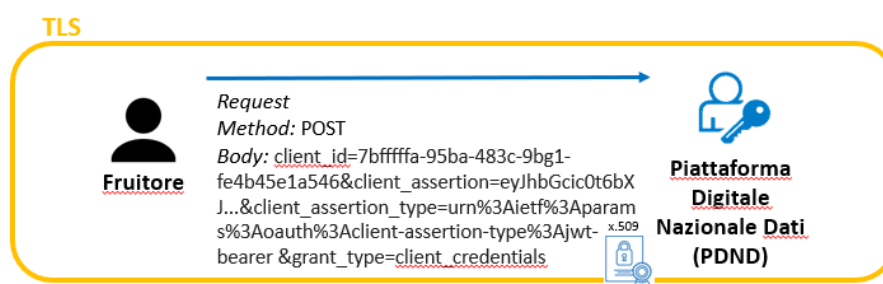 TLS
Request
Method: POST
Body: client_id=7bfffffa-95ba-483c-9bg1-
fe4b45e1a546&client_assertion=eyJhbGcic0t6bX
J...&client_assertion_type=urn%3Aietf%3Aparam
s%3Aoauth%3Aclient-assertion-type%3Ajwt-
bearer &grant_type=client_credentials
x.509
Fruitore
Piattaforma
Digitale
Nazionale Dati
(PDND)